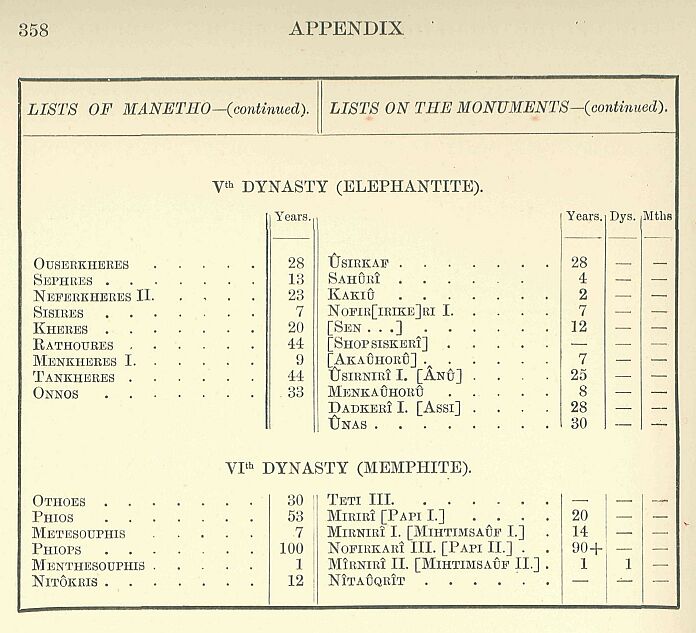 358 APPENDIX
LISTS OF MANETHO—(continued). LISTS ON THE MONUMENTS—(continued).
Vth DYNASTY (ELEPHANTITE).
Years. Years. Dys. Mths
OUSERKHERES . . . . . 28 ÛSIRKAF . . . . . . 28 — —
SEPHRES . . . . . . 13 SAHÛRÎ . . . . . . 4 — —
NEFERKHERES II. . . . . 23 KAKIÛ . . . . . . 2 — —
SISIRES . . . . . . 7 NOFIR[IRIKE]RI I. . . . . 7 — —
KHERES . . . . . . 20 [SEN . . .] . . . . . . 12 — —
RATHOURES . . . . . 44 [SHOPSISKERÎ] . . . . . — — —
MENKHERES I. . . . . . 9 [AKAÛHORÛ] . . . . . . 7 — —
TANKHERES . . . . . 44 ÛSIRNIRÎ I. [ÂNÛ] . . . . 25 — —
ONNOS . . . . . . 33 MENKAÛHORÛ . . . . . 8 — —
DADKERÎ I. [ASSI] . . . . 28 — —
ÛNAS . . . . . . . 30 — —
VIth DYNASTY (MEMPHITE).
OTHOES . . . . . . 30 TETI III. . . . . . . — — —
PHIOS . . . . . . 53 MIRIRÎ [PAPI I.] . . . . 20 — —
METESOUPHIS . . . . . 7 MIRNIRÎ I. [MIHTIMSAÛF I.] . 14 — —
PHIOPS . . . . . . 100 NOFIRKARÎ III. [PAPI II.] . . 90+ — —
MENTHESOUPHIS . . . . . 1 MÎRNIRÎ II. [MIHTIMSAÛF II.] . 1 1 —
NITÔKRIS . . . . . . 12 NÎTAÛQRÎT . . . . . — — —